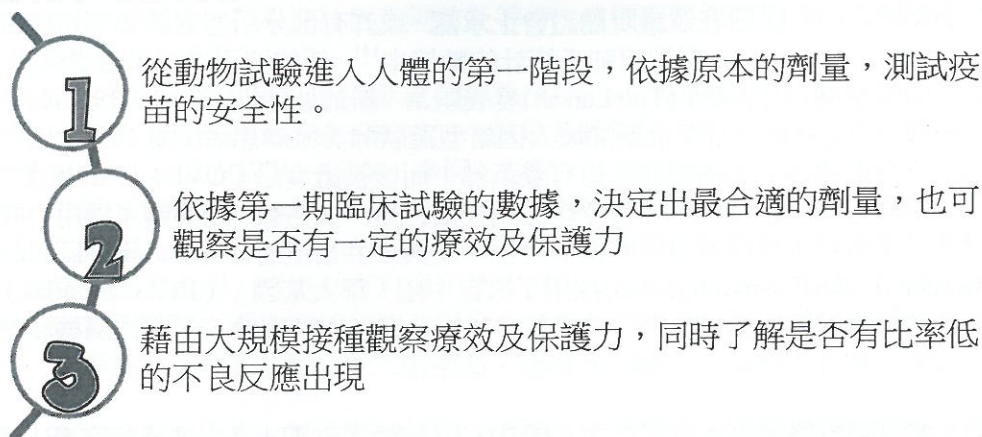 1
從動物試驗進入人體的第一階段，依據原本的劑量，測試疫
苗的安全性。
2
依據第一期臨床試驗的數據，決定出最合適的劑量，也可
觀察是否有一定的療效及保護力
3
藉由大規模接種觀察療效及保護力，同時了解是否有比率低
的不良反應出現